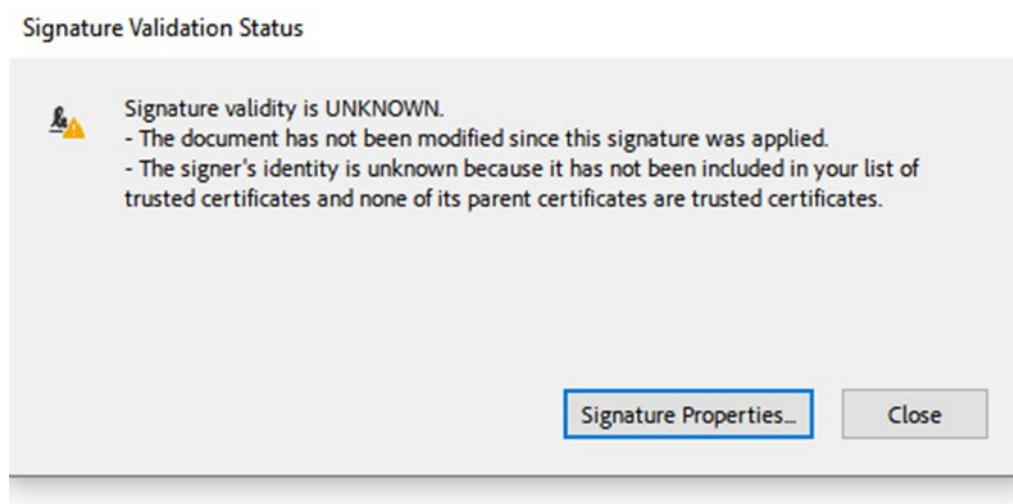 Signature Validation Status
Signature validity is UNKNOWN.
- The document has not been modified since this signature was applied.
- The signer's identity is unknown because it has not been included in your list of
trusted certificates and none of its parent certificates are trusted certificates.
Signature Properties...
Close